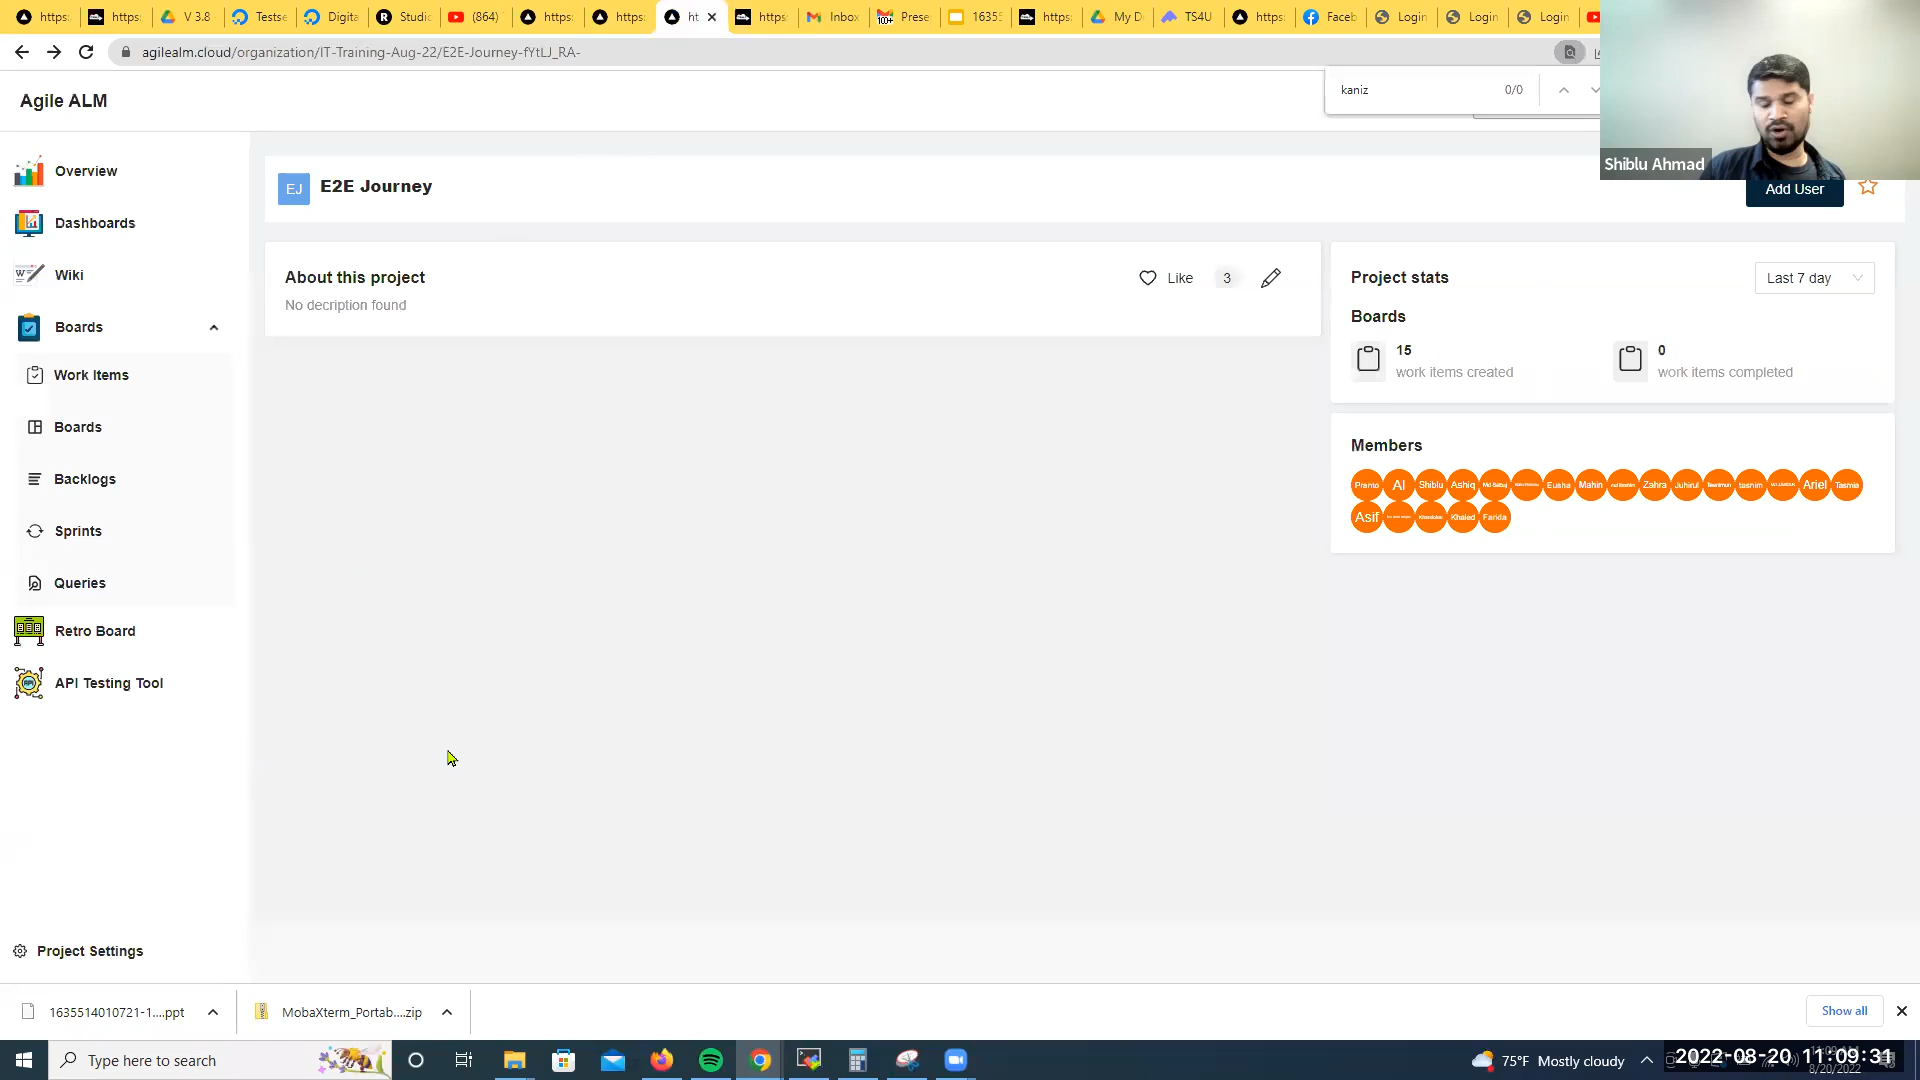 https:
https:
V 3.8
Testse
Digita
Studio
(864)
https:
https:
ht
https:
Inbox
Prese
16355
https:
My D
TS4U
https:
Faceb
Login
Login
Login
agilealm.cloud/organization/IT-Training-Aug-22/E2E-Journey-fYtLJ_RA-
kaniz
0/0
Agile ALM
Shiblu Ahmad
Overview
EJ
E2E Journey
Add User
Dashboards
Wiki
Boards
Work Items
Boards
Backlogs
Sprints
Queries
Retro Board
API Testing Tool
About this project
Like
3
No decription found
Project stats
Last 7 day
Boards
15
work items created
0
work items completed
Members
Pranto
Al
Shiblu
Ashiq
Eusha
Mahin
Zahra
Juhirul
tasnim
Ariel
Tasmia
Asif
Khaled
Farida
Project Settings
1635514010721-1....ppt
MobaXterm_Portab....zip
Show all
Type here to search
75°F Mostly cloudy
2022-08-20 11:09:31
8/20/2022